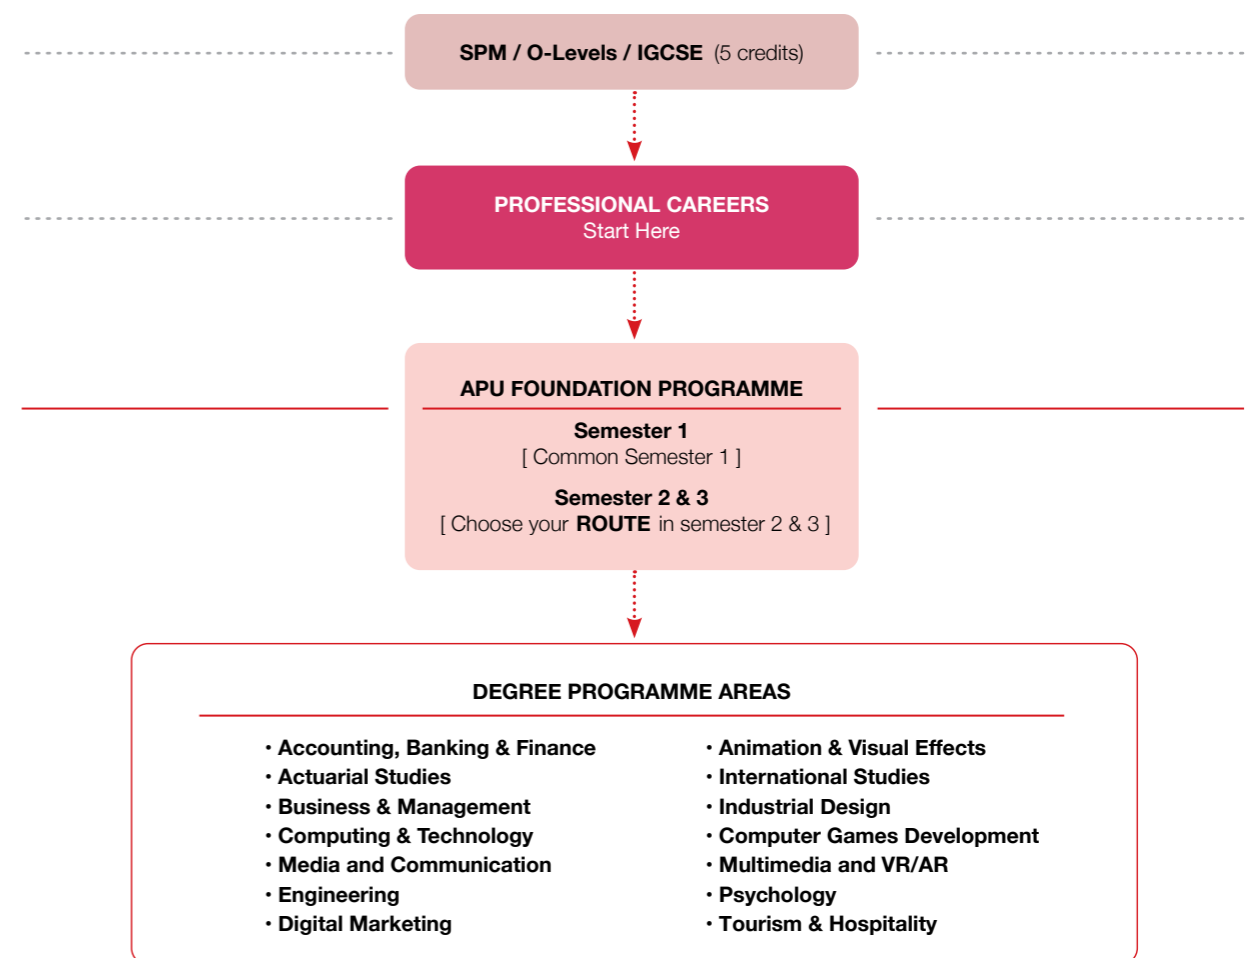 SPM / O-Levels / IGCSE (5 credits)
PROFESSIONAL CAREERS
Start Here
APU FOUNDATION PROGRAMME
Semester 1
[ Common Semester 1 ]
Semester 2 & 3
[ Choose your ROUTE in semester 2 & 3 ]
DEGREE PROGRAMME AREAS
• Accounting, Banking & Finance
• Actuarial Studies
• Business & Management
• Computing & Technology
• Media and Communication
• Engineering
• Digital Marketing
• Animation & Visual Effects
• International Studies
• Industrial Design
• Computer Games Development
• Multimedia and VR/AR
• Psychology
• Tourism & Hospitality